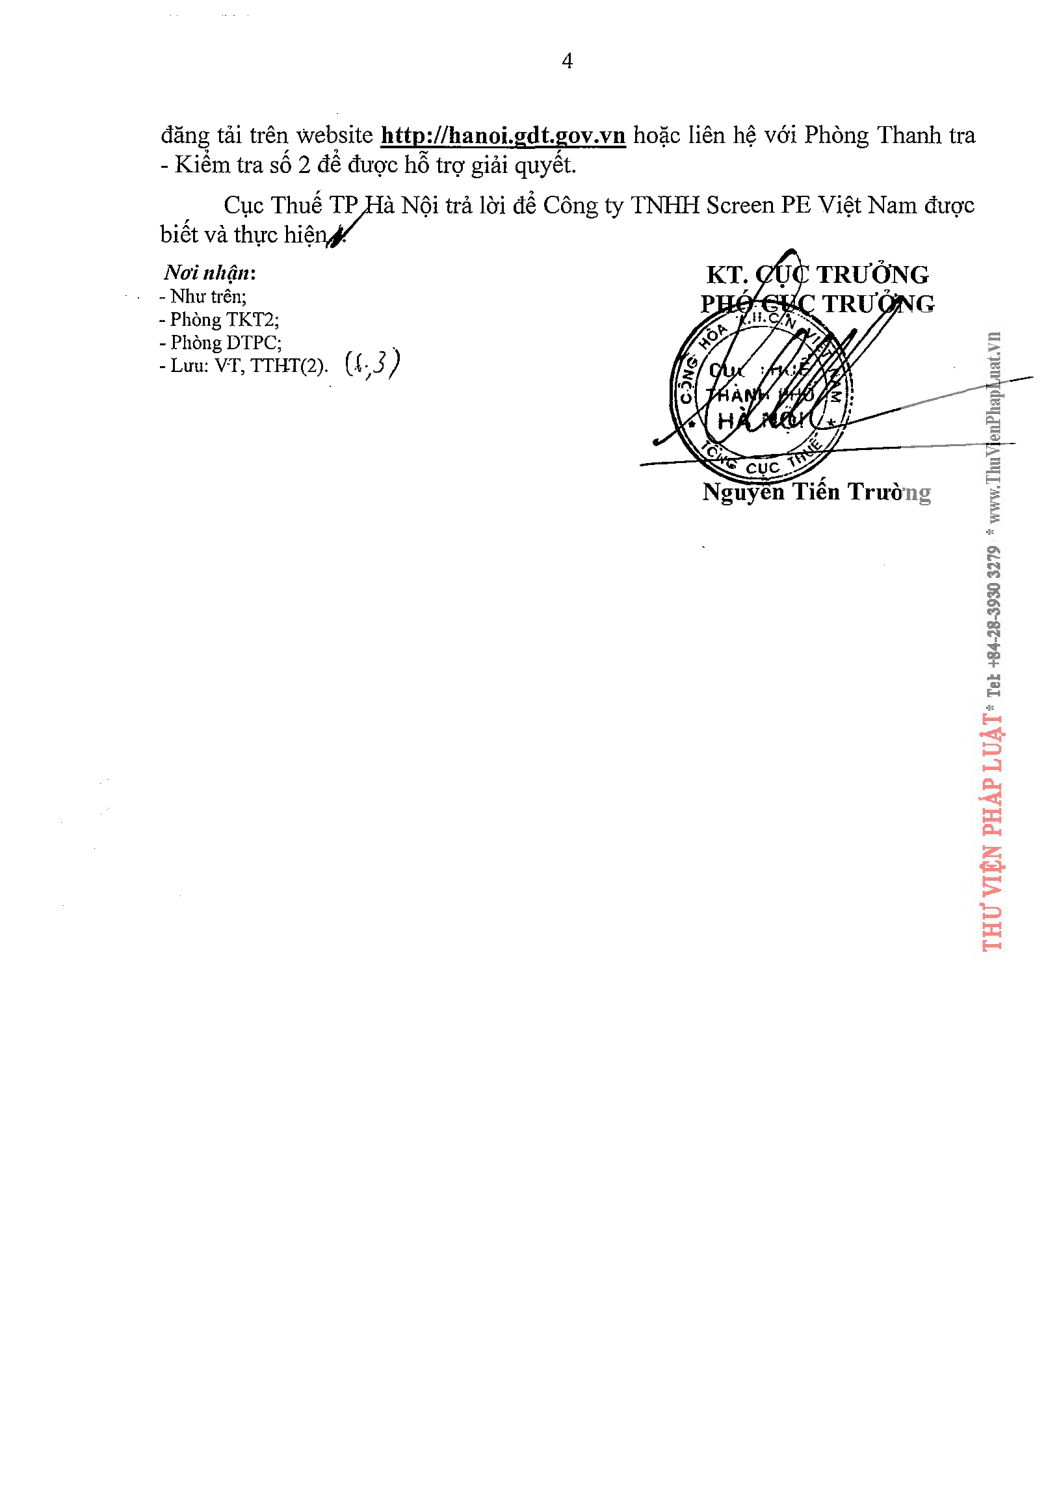 4
đăng tải trên website http://hanoi.gdt.gov.vn hoặc liên hệ với Phòng Thanh tra
- Kiểm tra số 2 để được hỗ trợ giải quyết.
Cục Thuế TP Hà Nội trả lời để Công ty TNHH Screen PE Việt Nam được
biết và thực hiện
Nơi nhận:
- Như trên;
- Phòng TKT2;
- Phòng DTPC;
- Lưu: VT, TTHT(2).
KT. CỤC TRƯỞNG
PHÓ CỤC TRƯỞNG
CỘNG HÒA X.H.C.N VIỆT NAM
CỤC THUẾ
THÀNH PHỐ
HÀ NỘI
TỔNG CỤC THUẾ
Nguyễn Tiến Trường
THƯ VIỆN PHÁP LUẬT * Tel: +84-28-3930 3279 * www.ThuVienPhapLuat.vn